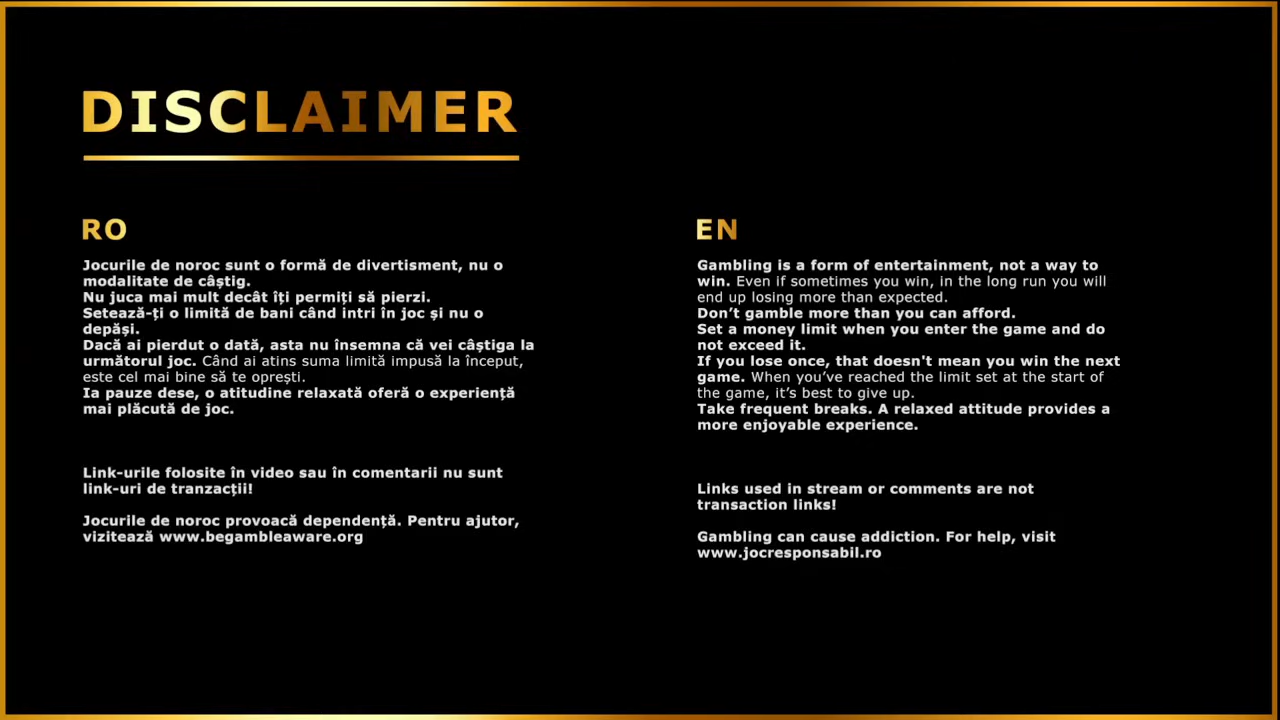 DISCLAIMER
RO
Jocurile de noroc sunt o formă de divertisment, nu o
modalitate de câștig.
Nu juca mai mult decât îți permiți să pierzi.
Setează-ți o limită de bani când intri în joc și nu o
depăși.
Dacă ai pierdut o dată, asta nu însemna că vei câștiga la
următorul joc. Când ai atins suma limită impusă la început,
este cel mai bine să te oprești.
Ia pauze dese, o atitudine relaxată oferă o experiență
mai plăcută de joc.
Link-urile folosite în video sau în comentarii nu sunt
link-uri de tranzacții!
Jocurile de noroc provoacă dependență. Pentru ajutor,
vizitează www.begambleaware.org
EN
Gambling is a form of entertainment, not a way to
win. Even if sometimes you win, in the long run you will
end up losing more than expected.
Don’t gamble more than you can afford.
Set a money limit when you enter the game and do
not exceed it.
If you lose once, that doesn't mean you win the next
game. When you’ve reached the limit set at the start of
the game, it’s best to give up.
Take frequent breaks. A relaxed attitude provides a
more enjoyable experience.
Links used in stream or comments are not
transaction links!
Gambling can cause addiction. For help, visit
www.jocresponsabil.ro